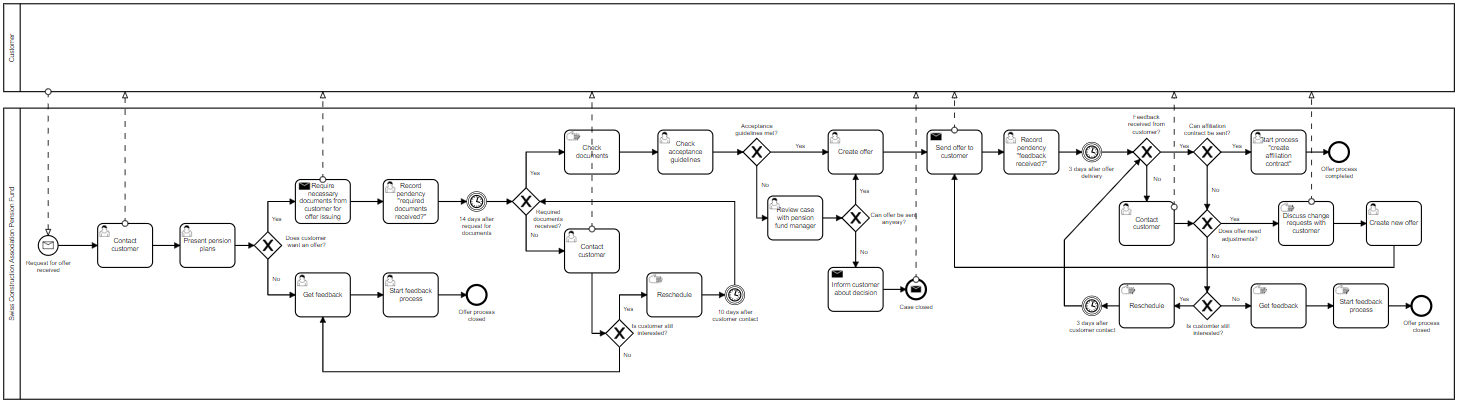 Customer
Swiss Construction Association Pension Fund
Request for offer
received
Contact
customer
Present pension
plans
Does customer
want an offer?
Yes
No
Require
necessary
documents from
customer for
offer issuing
Record
pendency
"required
documents
received?"
14 days after
request for
documents
Get feedback
Start feedback
process
Offer process
closed
Required
documents
received?
Yes
No
Check
documents
Contact
customer
Is customer still
interested?
Yes
No
Reschedule
10 days after
customer contact
Check
acceptance
guidelines
Acceptance
guidelines met?
Yes
No
Review case
with pension
fund manager
Can offer be sent
anyway?
Yes
No
Create offer
Inform customer
about decision
Case closed
Send offer to
customer
Record
pendency
"feedback
received?"
3 days after offer
delivery
Feedback
received from
customer?
Yes
No
Contact
customer
Can affiliation
contract be sent?
Yes
No
Start process
"create
affiliation
contract"
Offer process
completed
Does offer need
adjustments?
Yes
No
Discuss change
requests with
customer
Create new offer
Is customer still
interested?
Yes
No
Reschedule
3 days after
customer contact
Get feedback
Start feedback
process
Offer process
closed